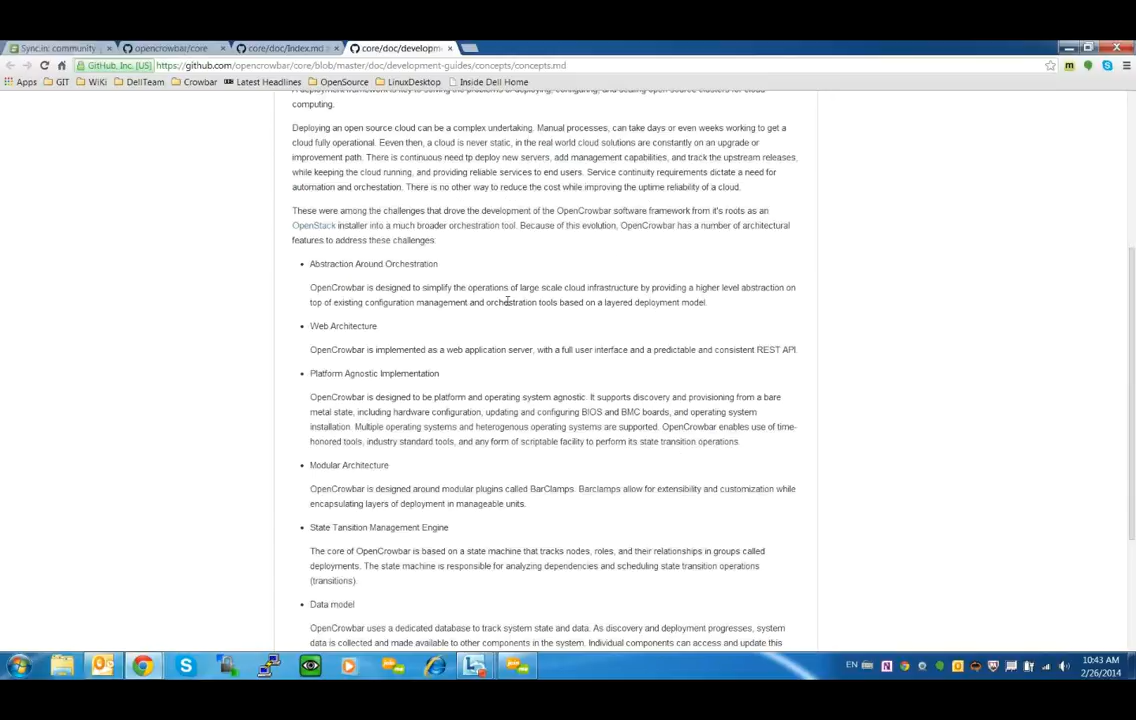 Sync.in: community
opencrowbar/core
core/doc/Index.md
core/doc/developm
GitHub, Inc. [US]
https://github.com/opencrowbar/core/blob/master/doc/development-guides/concepts/concepts.md
Apps GIT WiKi DellTeam Crowbar Latest Headlines OpenSource LinuxDesktop Inside Dell Home
A deployment framework is key to solving the problems of deploying, configuring, and scaling open source clusters for cloud
computing.
Deploying an open source cloud can be a complex undertaking. Manual processes, can take days or even weeks working to get a
cloud fully operational. Eeven then, a cloud is never static, in the real world cloud solutions are constantly on an upgrade or
improvement path. There is continuous need tp deploy new servers, add management capabilities, and track the upstream releases,
while keeping the cloud running, and providing reliable services to end users. Service continuity requirements dictate a need for
automation and orchestration. There is no other way to reduce the cost while improving the uptime reliability of a cloud.
These were among the challenges that drove the development of the OpenCrowbar software framework from it's roots as an
OpenStack installer into a much broader orchestration tool. Because of this evolution, OpenCrowbar has a number of architectural
features to address these challenges:
• Abstraction Around Orchestration
OpenCrowbar is designed to simplify the operations of large scale cloud infrastructure by providing a higher level abstraction on
top of existing configuration management and orchestration tools based on a layered deployment model.
• Web Architecture
OpenCrowbar is implemented as a web application server, with a full user interface and a predictable and consistent REST API.
• Platform Agnostic Implementation
OpenCrowbar is designed to be platform and operating system agnostic. It supports discovery and provisioning from a bare
metal state, including hardware configuration, updating and configuring BIOS and BMC boards, and operating system
installation. Multiple operating systems and heterogenous operating systems are supported. OpenCrowbar enables use of time-
honored tools, industry standard tools, and any form of scriptable facility to perform its state transition operations.
• Modular Architecture
OpenCrowbar is designed around modular plugins called BarClamps. Barclamps allow for extensibility and customization while
encapsulating layers of deployment in manageable units.
• State Tansition Management Engine
The core of OpenCrowbar is based on a state machine that tracks nodes, roles, and their relationships in groups called
deployments. The state machine is responsible for analyzing dependencies and scheduling state transition operations
(transitions).
• Data model
OpenCrowbar uses a dedicated database to track system state and data. As discovery and deployment progresses, system
data is collected and made available to other components in the system. Individual components can access and update this
EN
10:43 AM
2/26/2014